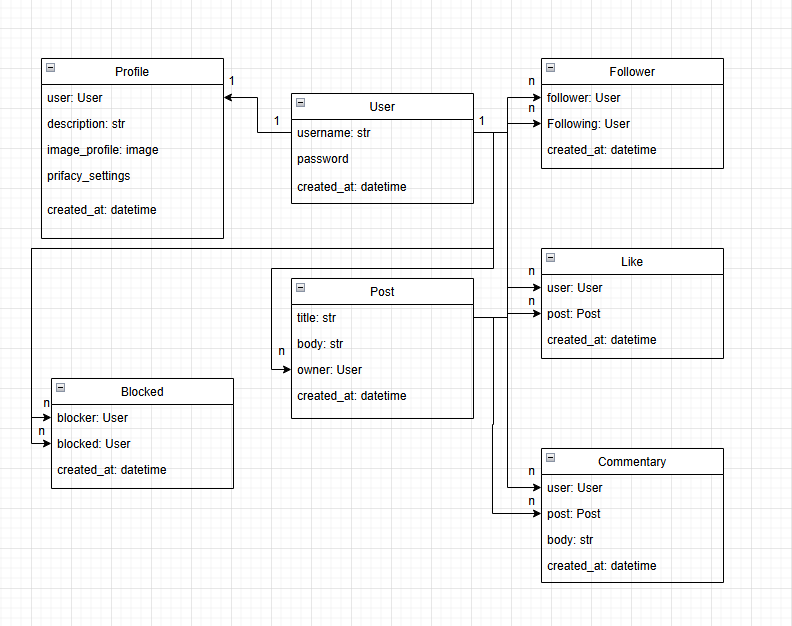 Profile
user: User
description: str
image_profile: image
prifacy_settings
created_at: datetime
1
1
User
username: str
password
created_at: datetime
1
n
n
Follower
follower: User
Following: User
created_at: datetime
n
n
Like
user: User
post: Post
created_at: datetime
n
Post
title: str
body: str
owner: User
created_at: datetime
n
n
Blocked
blocker: User
blocked: User
created_at: datetime
n
n
Commentary
user: User
post: Post
body: str
created_at: datetime